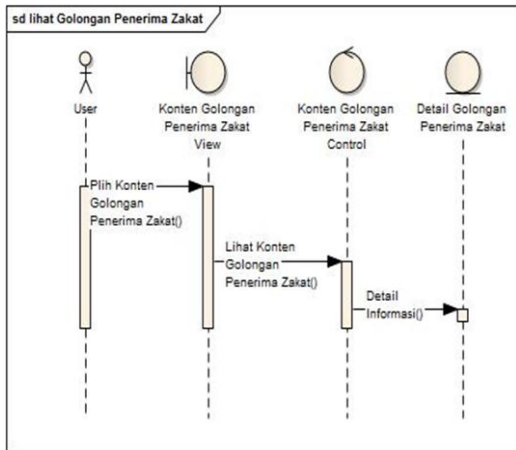 sd lihat Golongan Penerima Zakat
User
Konten Golongan
Penerima Zakat
View
Konten Golongan
Penerima Zakat
Control
Detail Golongan
Penerima Zakat
Plih Konten
Golongan
Penerima Zakat()
Lihat Konten
Golongan
Penerima Zakat()
Detail
Informasi()